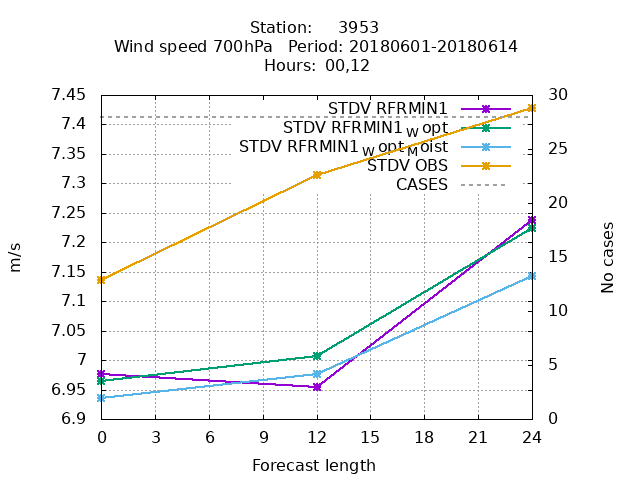 Station: 3953
Wind speed 700hPa Period: 20180601-20180614
Hours: 00,12
7.45
7.4
7.35
7.3
7.25
7.2
7.15
7.1
7.05
7
6.95
6.9
m/s
STDV RFRMIN1
STDV RFRMIN1_W opt
STDV RFRMIN1_W opt_M oist
STDV OBS
CASES
30
25
20
15
10
5
0
No cases
0 3 6 9 12 15 18 21 24
Forecast length